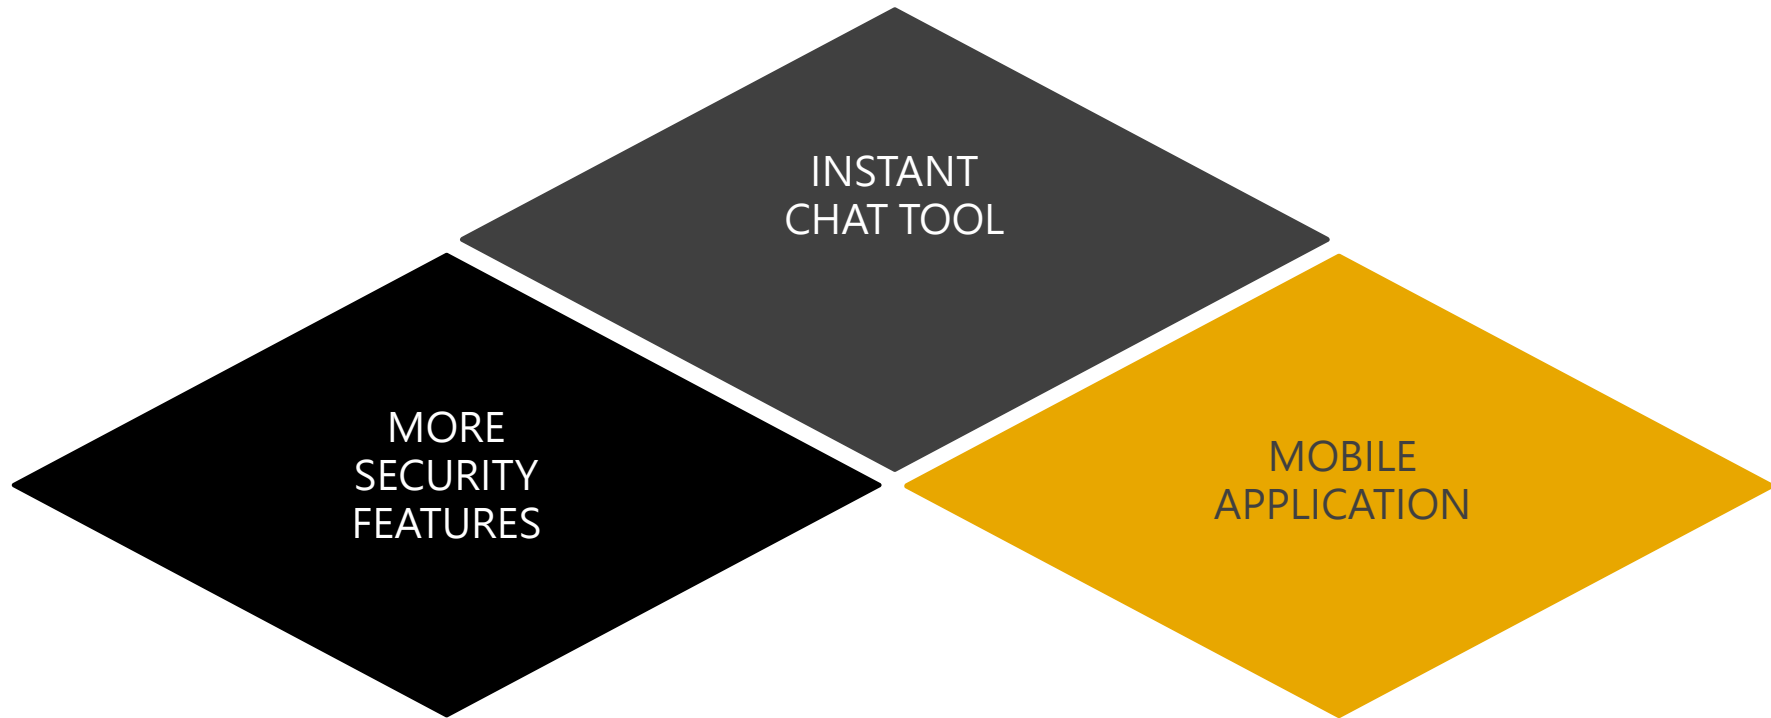 INSTANT
CHAT TOOL
MORE
SECURITY
FEATURES
MOBILE
APPLICATION